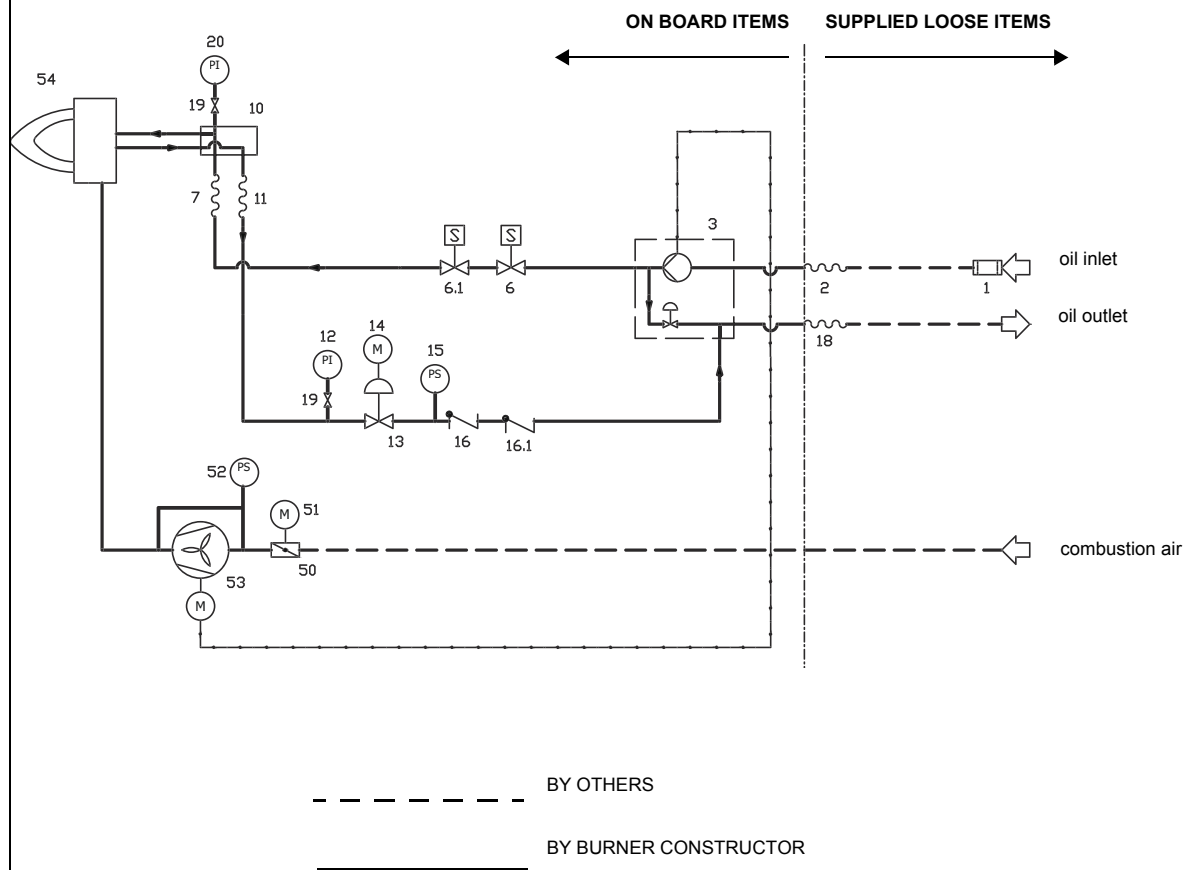 ON BOARD ITEMS SUPPLIED LOOSE ITEMS
20
PI
54
19
10
7
11
3
S
S
6.1
6
2
1
oil inlet
oil outlet
18
14
M
12
PI
15
PS
19
13
16
16.1
52
PS
51
M
50
53
M
combustion air
BY OTHERS
BY BURNER CONSTRUCTOR